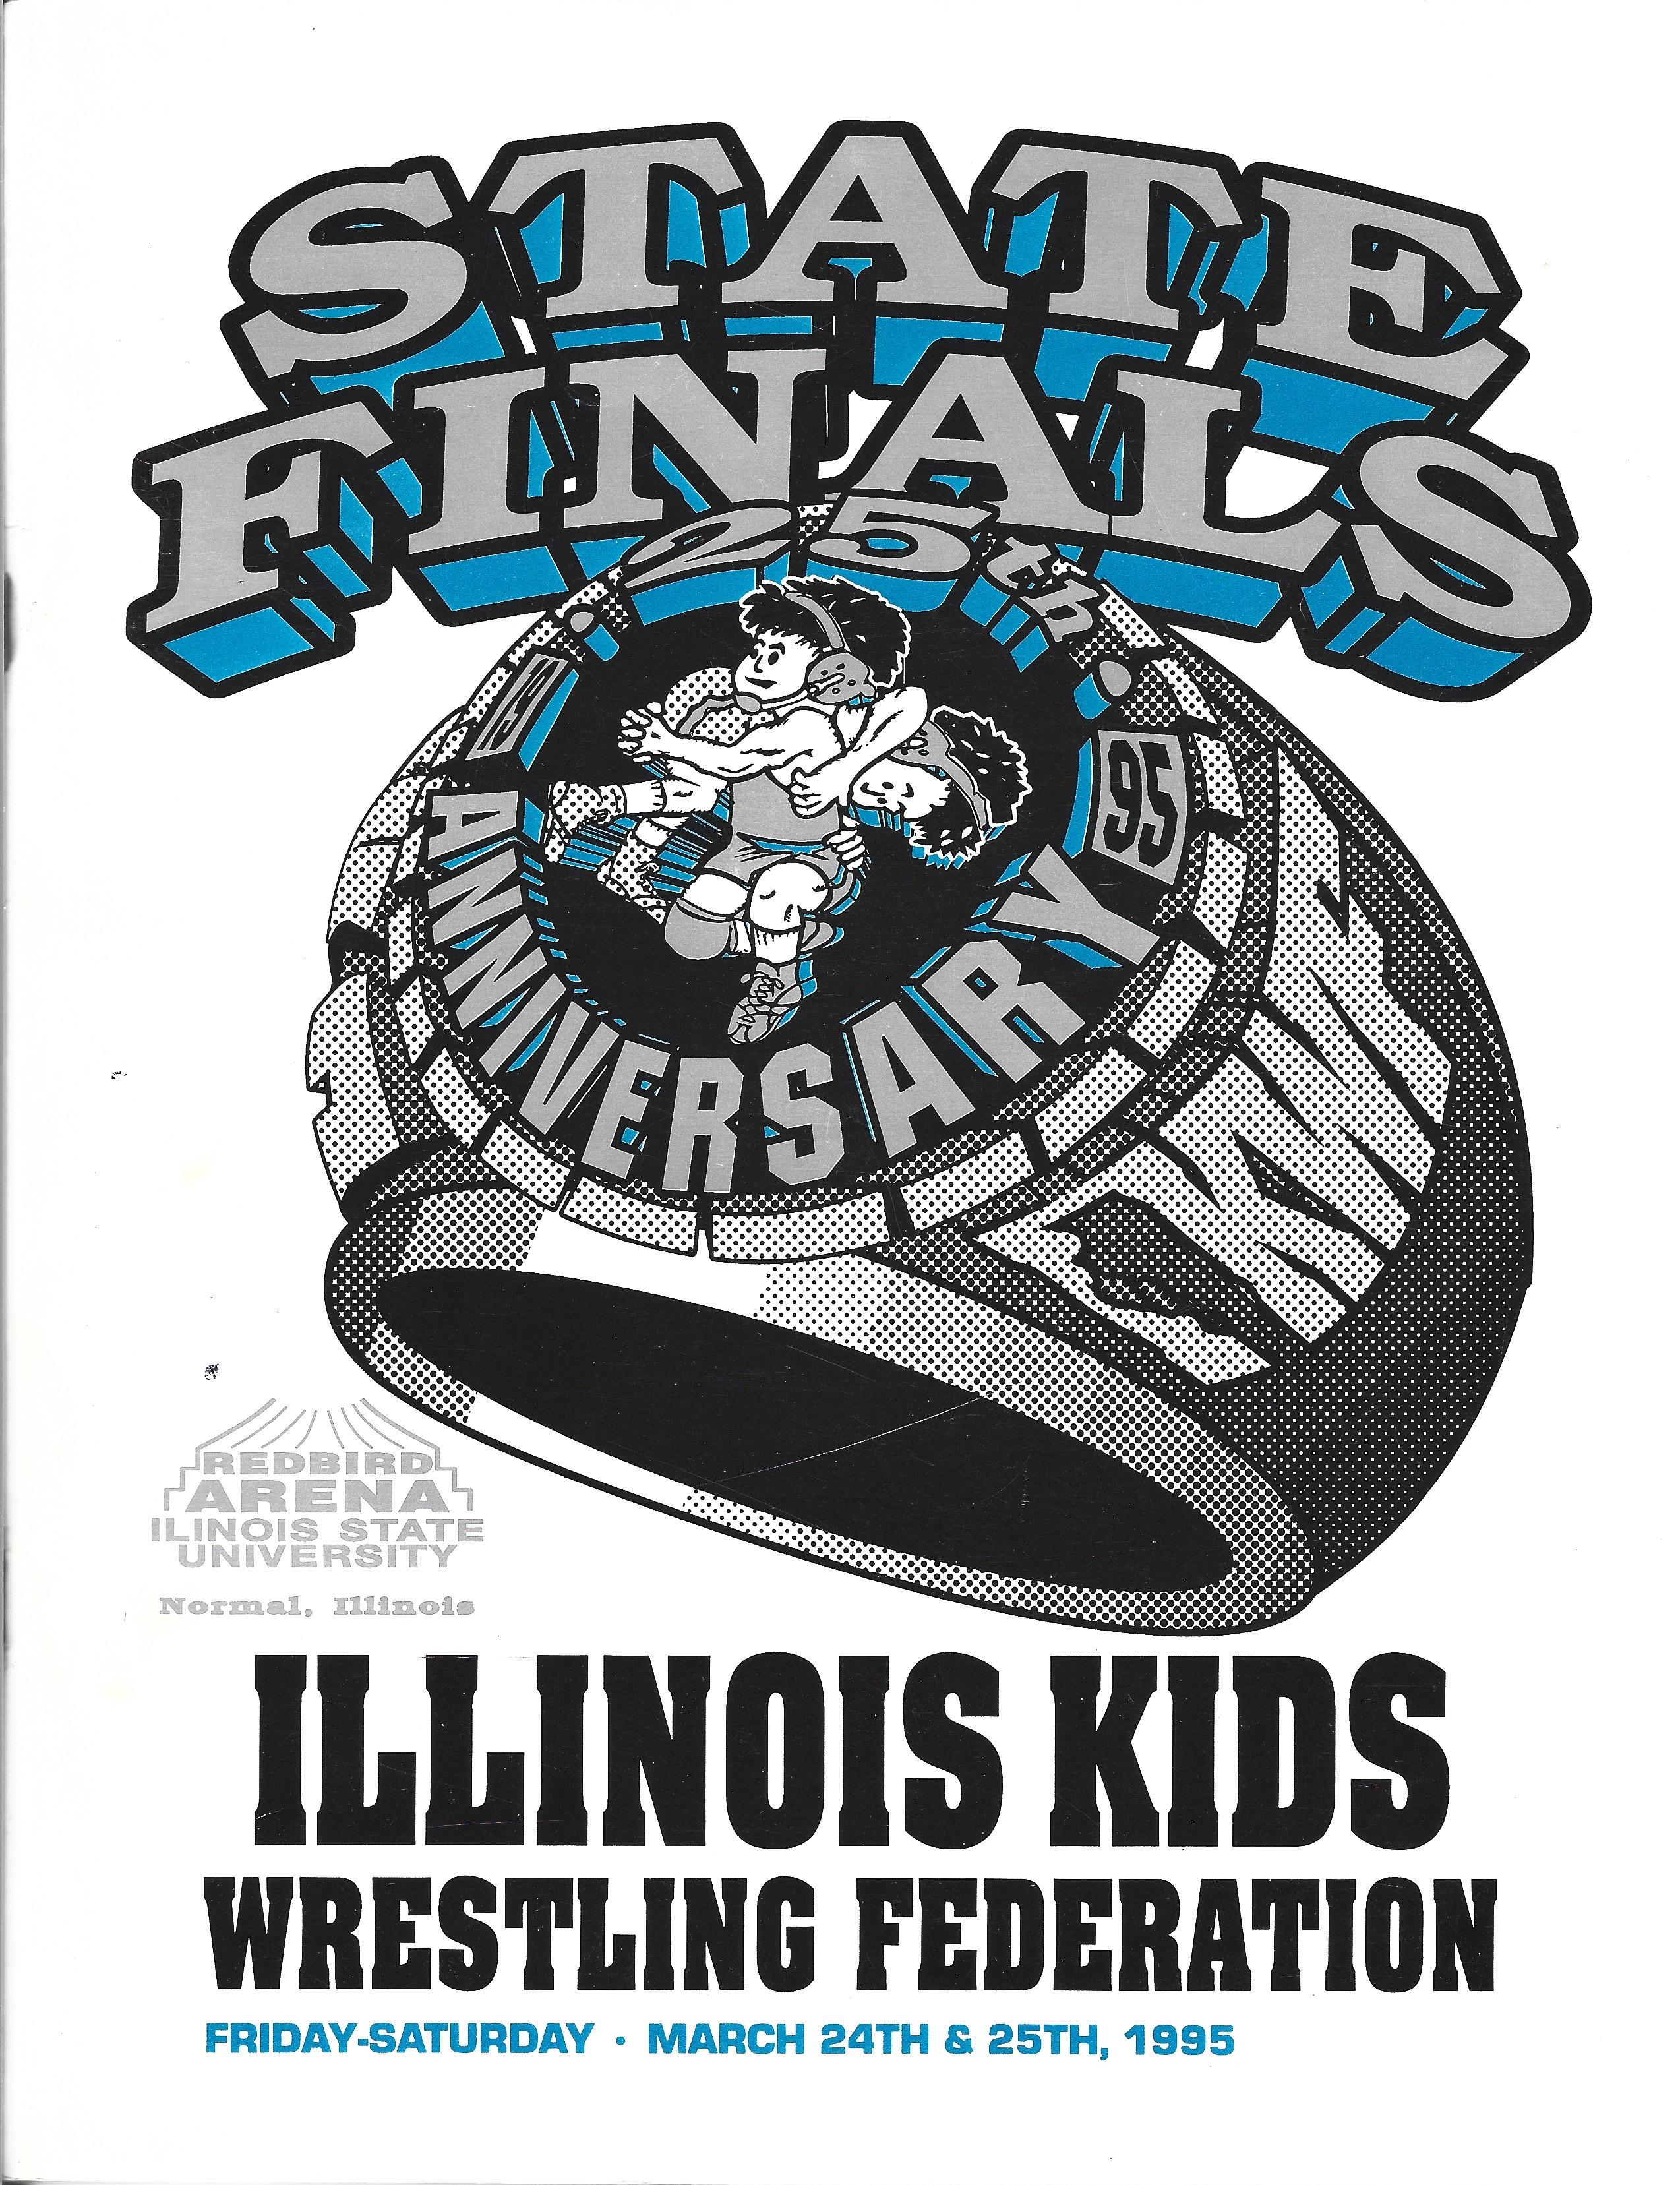 STATE
FINALS
25th
19
95
ANNIVERSARY
REDBIRD
ARENA
ILINOIS STATE
UNIVERSITY
Normal, Illinois
ILLINOIS KIDS
WRESTLING FEDERATION
FRIDAY-SATURDAY · MARCH 24TH & 25TH, 1995